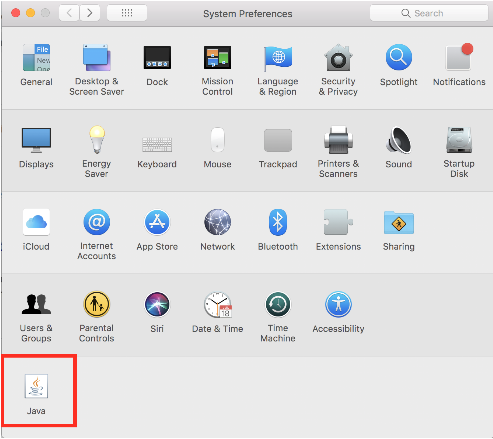 System Preferences
Search
File
New
Ope
General
Desktop &
Screen Saver
Dock
Mission
Control
Language
& Region
Security
& Privacy
Spotlight
Notifications
Displays
Energy
Saver
Keyboard
Mouse
Trackpad
Printers &
Scanners
Sound
Startup
Disk
iCloud
Internet
Accounts
App Store
Network
Bluetooth
Extensions
Sharing
Users &
Groups
Parental
Controls
Siri
18
Date & Time
Time
Machine
Accessibility
Java